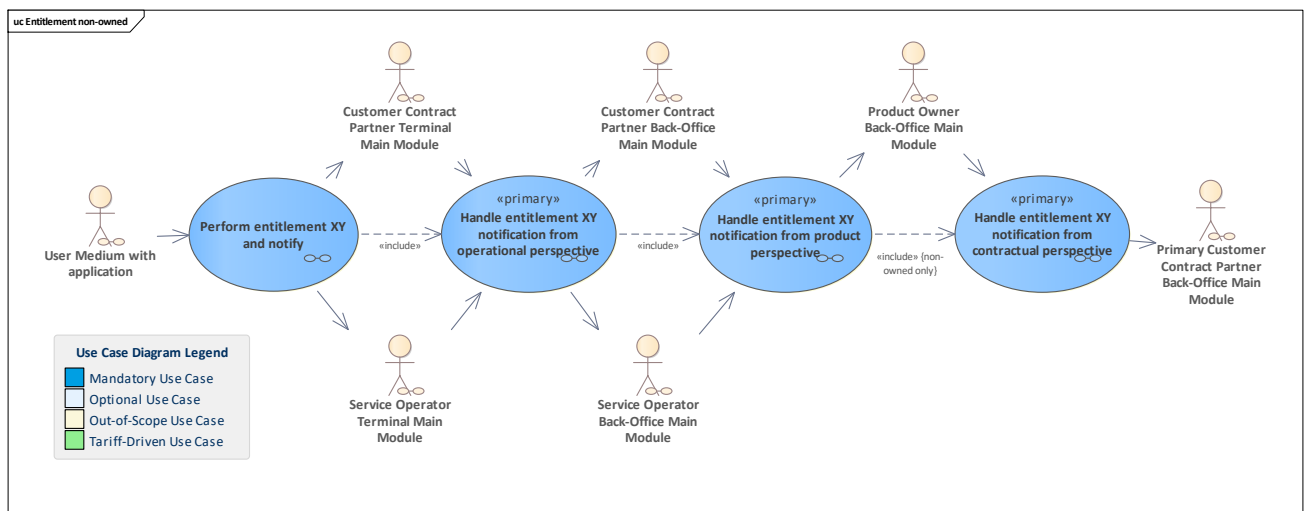 uc Entitlement non-owned
Customer Contract
Partner Terminal
Main Module
Customer Contract
Partner Back-Office
Main Module
Product Owner
Back-Office Main
Module
User Medium with
application
Perform entitlement XY
and notify
«include»
«primary»
Handle entitlement XY
notification from
operational perspective
«include»
«primary»
Handle entitlement XY
notification from product
perspective
«include» {non-
owned only}
«primary»
Handle entitlement XY
notification from
contractual perspective
Primary Customer
Contract Partner
Back-Office Main
Module
Service Operator
Terminal Main
Module
Service Operator
Back-Office Main
Module
Use Case Diagram Legend
Mandatory Use Case
Optional Use Case
Out-of-Scope Use Case
Tariff-Driven Use Case